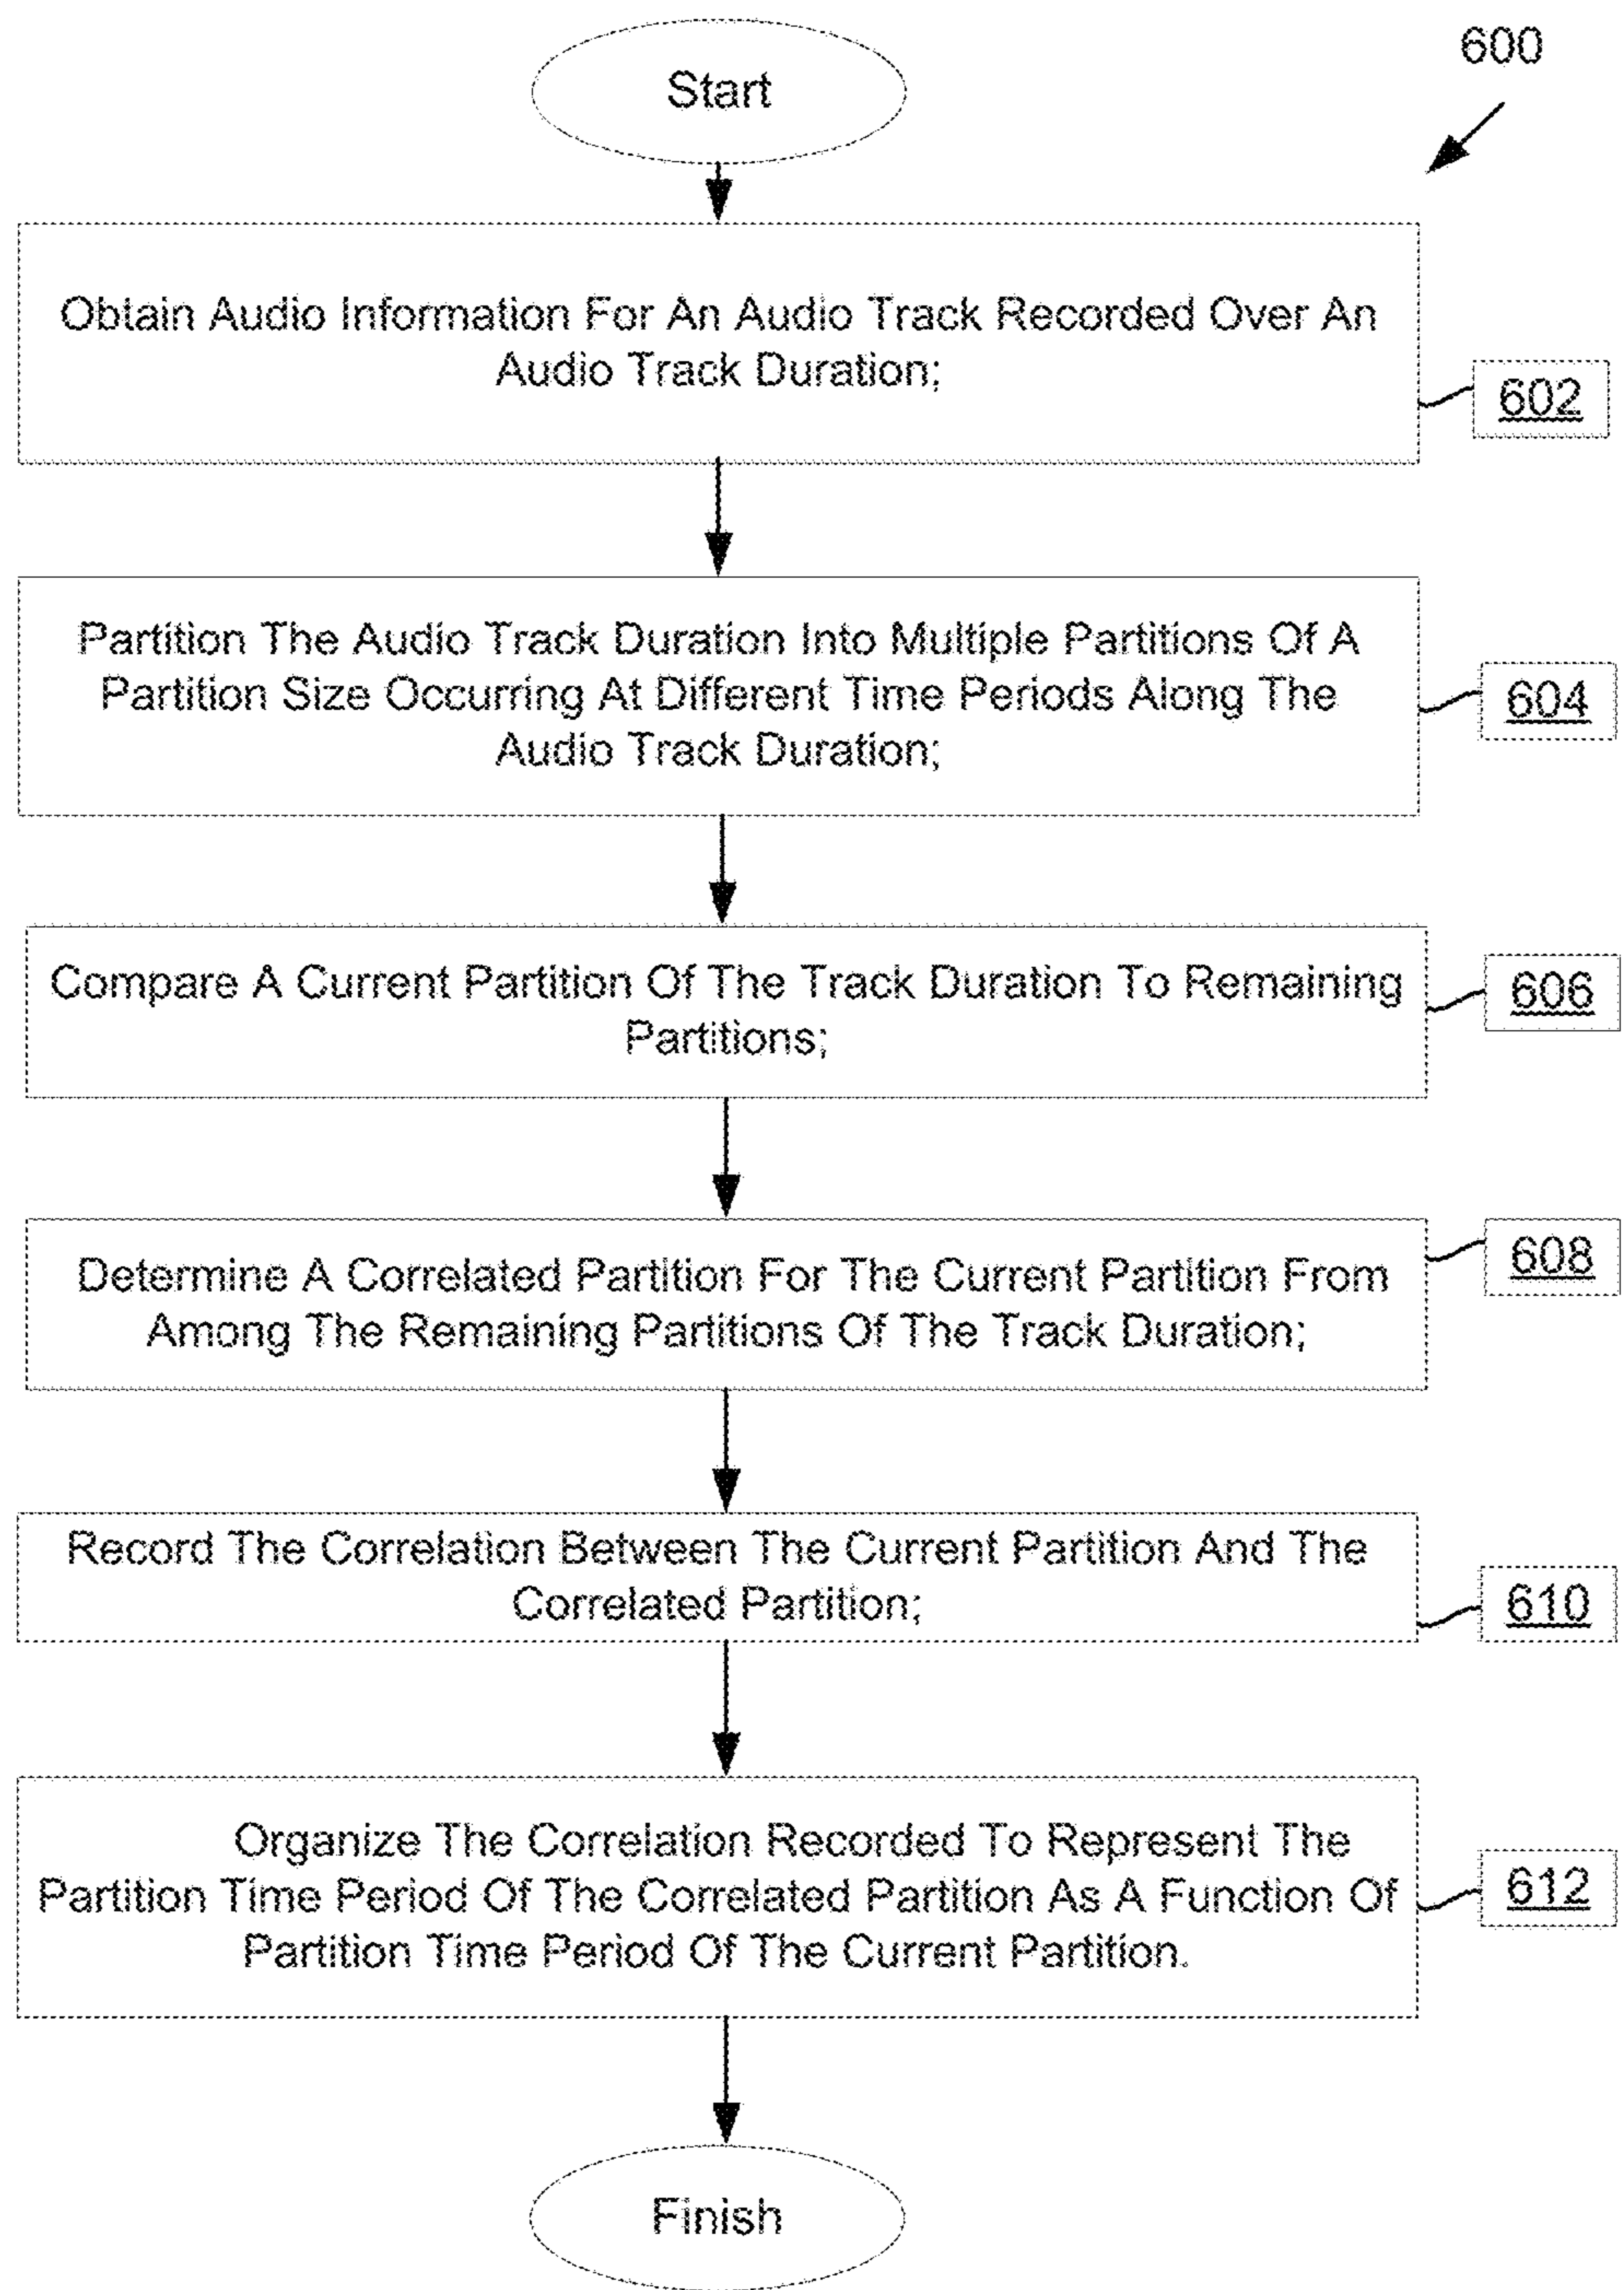 600
Start
Obtain Audio Information For An Audio Track Recorded Over An
Audio Track Duration;
602
Partition The Audio Track Duration Into Multiple Partitions Of A
Partition Size Occurring At Different Time Periods Along The
Audio Track Duration;
604
Compare A Current Partition Of The Track Duration To Remaining
Partitions;
606
Determine A Correlated Partition For The Current Partition From
Among The Remaining Partitions Of The Track Duration;
608
Record The Correlation Between The Current Partition And The
Correlated Partition;
610
Organize The Correlation Recorded To Represent The
Partition Time Period Of The Correlated Partition As A Function Of
Partition Time Period Of The Current Partition.
612
Finish